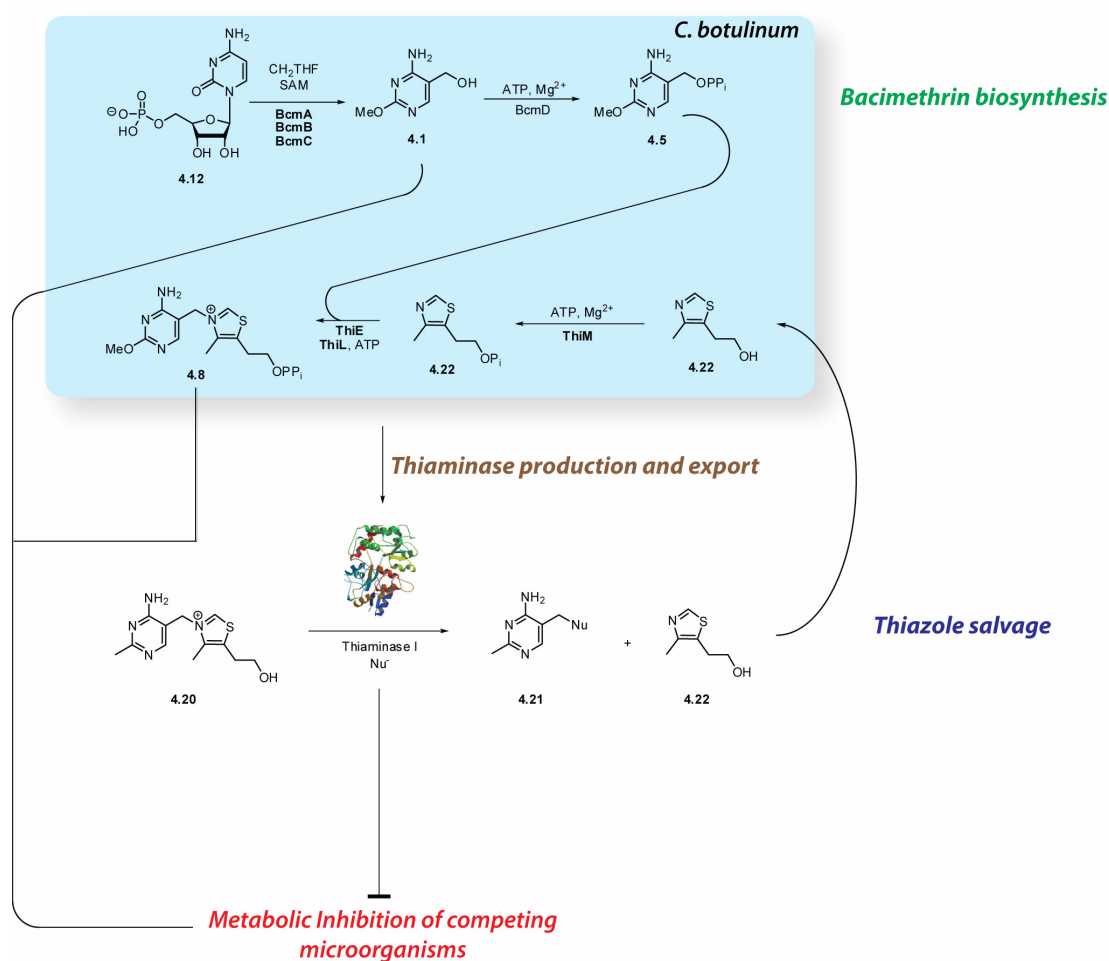 C. botulinum
NH2
N
O
N
O
⊖O
P
HO
O
O
OH OH
4.12
CH2THF
SAM
BcmA
BcmB
BcmC
NH2
N
OH
MeO
N
4.1
ATP, Mg2+
BcmD
NH2
N
OPPi
MeO
N
4.5
Bacimethrin biosynthesis
NH2
N
⊕
N
S
MeO
N
OPPi
4.8
ThiE
ThiL, ATP
N
S
OPi
4.22
ATP, Mg2+
ThiM
N
S
OH
4.22
Thiaminase production and export
NH2
N
⊕
N
S
N
OH
4.20
Thiaminase I
Nu-
NH2
N
Nu
N
4.21
+
N
S
OH
4.22
Thiazole salvage
Metabolic Inhibition of competing
microorganisms